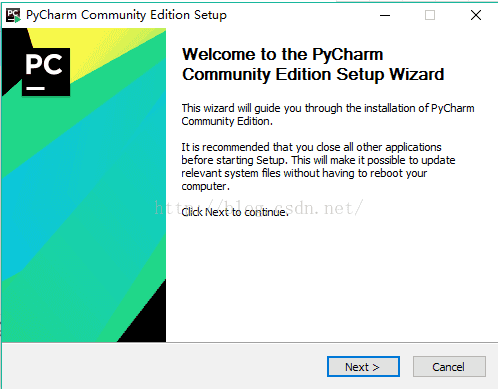 PyCharm Community Edition Setup
PC
Welcome to the PyCharm
Community Edition Setup Wizard
This wizard will guide you through the installation of PyCharm
Community Edition.
It is recommended that you close all other applications
before starting Setup. This will make it possible to update
relevant system files without having to reboot your
computer.
http://blog.csdn.net/
Click Next to continue.
Next >
Cancel